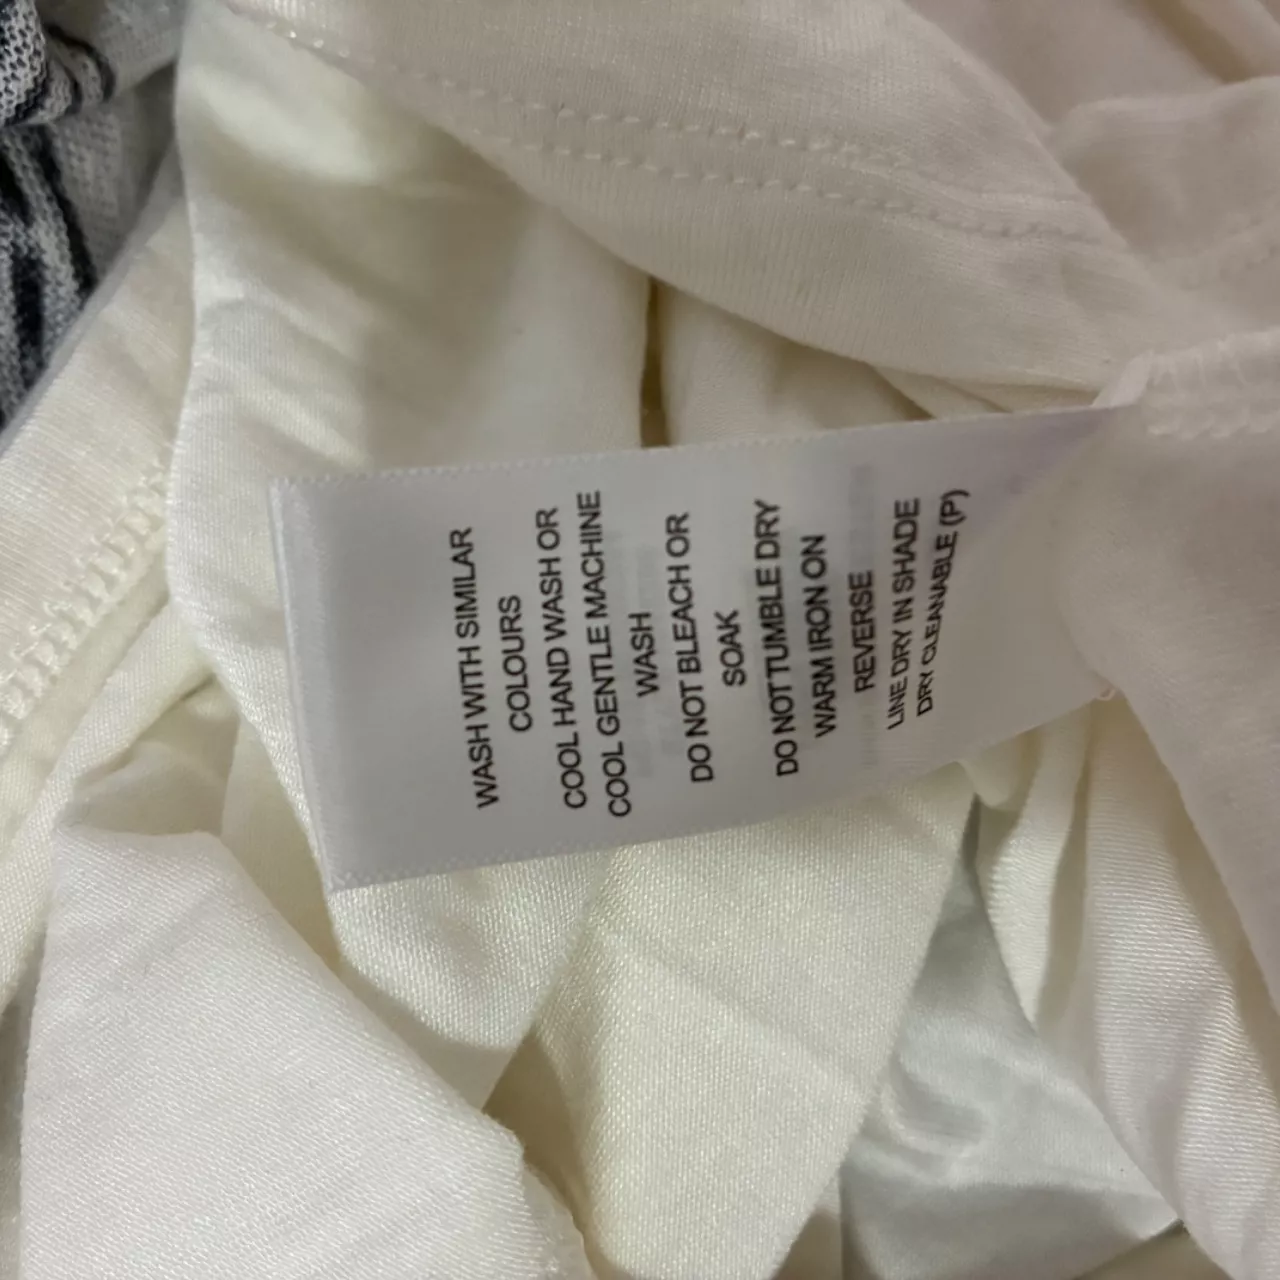 WASH WITH SIMILAR
COLOURS
COOL HAND WASH OR
COOL GENTLE MACHINE
WASH
DO NOT BLEACH OR
SOAK
DO NOT TUMBLE DRY
WARM IRON ON
REVERSE
LINE DRY IN SHADE
DRY CLEANABLE (P)